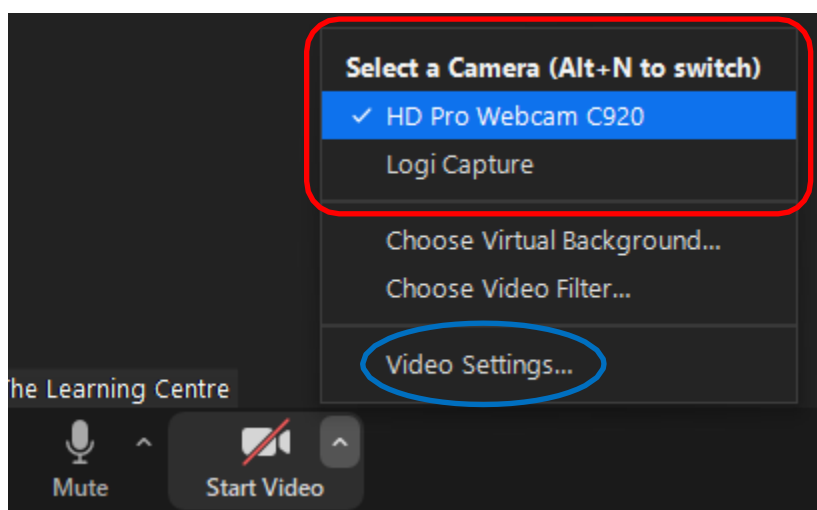 Select a Camera (Alt+N to switch)
HD Pro Webcam C920
Logi Capture
Choose Virtual Background...
Choose Video Filter...
Video Settings...
he Learning Centre
Mute
Start Video